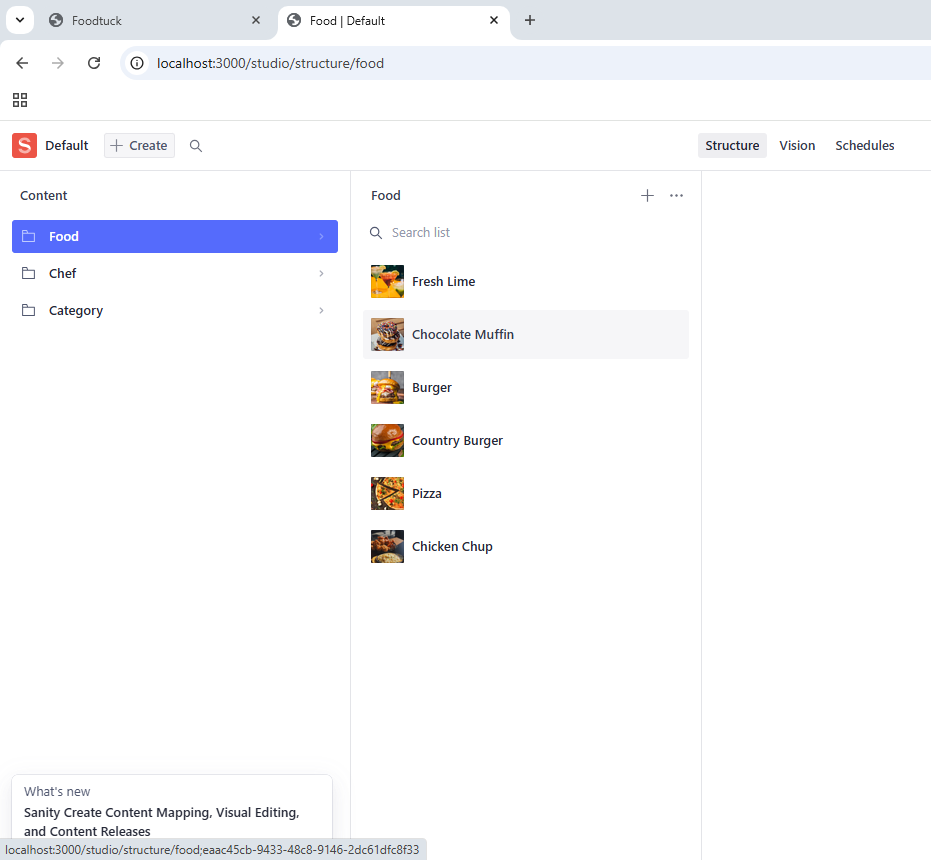 Foodtuck
Food | Default
localhost:3000/studio/structure/food
S Default
Create
Structure
Vision
Schedules
Content
Food
Chef
Category
Food
Search list
Fresh Lime
Chocolate Muffin
Burger
Country Burger
Pizza
Chicken Chup
What's new
Sanity Create Content Mapping, Visual Editing,
and Content Releases
localhost:3000/studio/structure/food;eaac45cb-9433-48c8-9146-2dc61dfc8f33